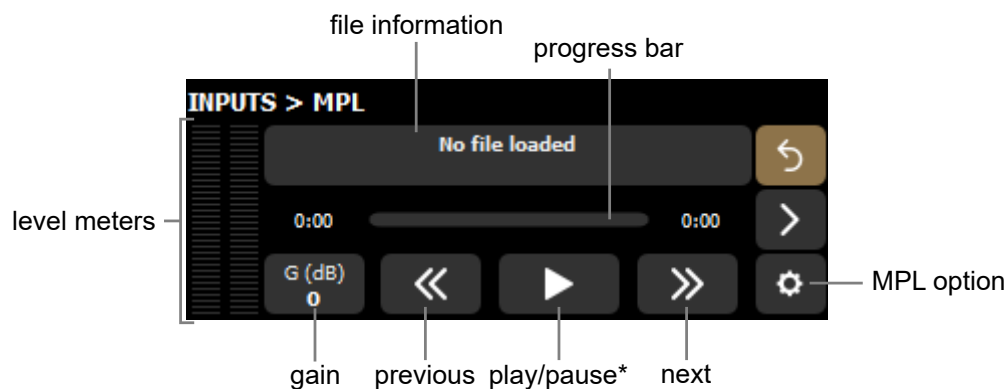 file information
progress bar
INPUTS > MPL
No file loaded
level meters
0:00
0:00
G (dB)
0
MPL option
gain
previous
play/pause*
next